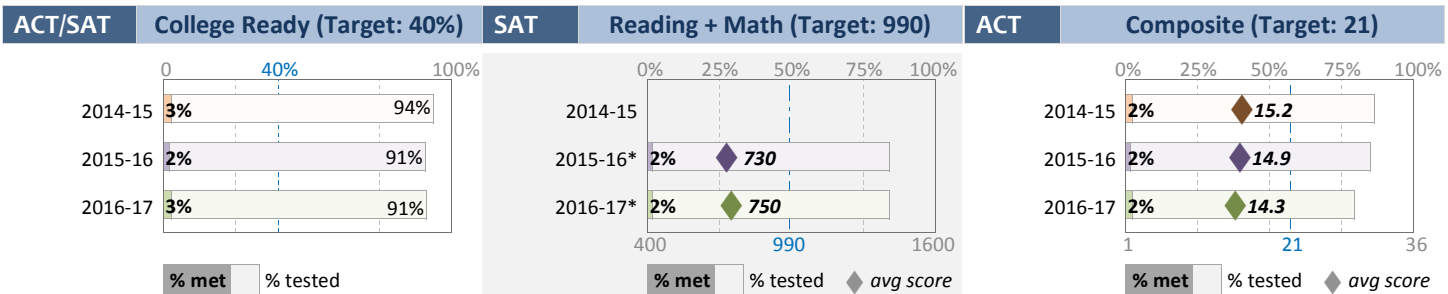 ACT/SAT College Ready (Target: 40%) SAT Reading + Math (Target: 990) ACT Composite (Target: 21)
0 40% 100% 0% 25% 50% 75% 100% 0% 25% 50% 75% 100%
2014-15 3% 94% 2014-15 2014-15 2% 15.2
2015-16 2% 91% 2015-16* 2% 730 2015-16 2% 14.9
2016-17 3% 91% 2016-17* 2% 750 2016-17 2% 14.3
400 990 1600 1 21 36
% met % tested % met % tested avg score % met % tested avg score